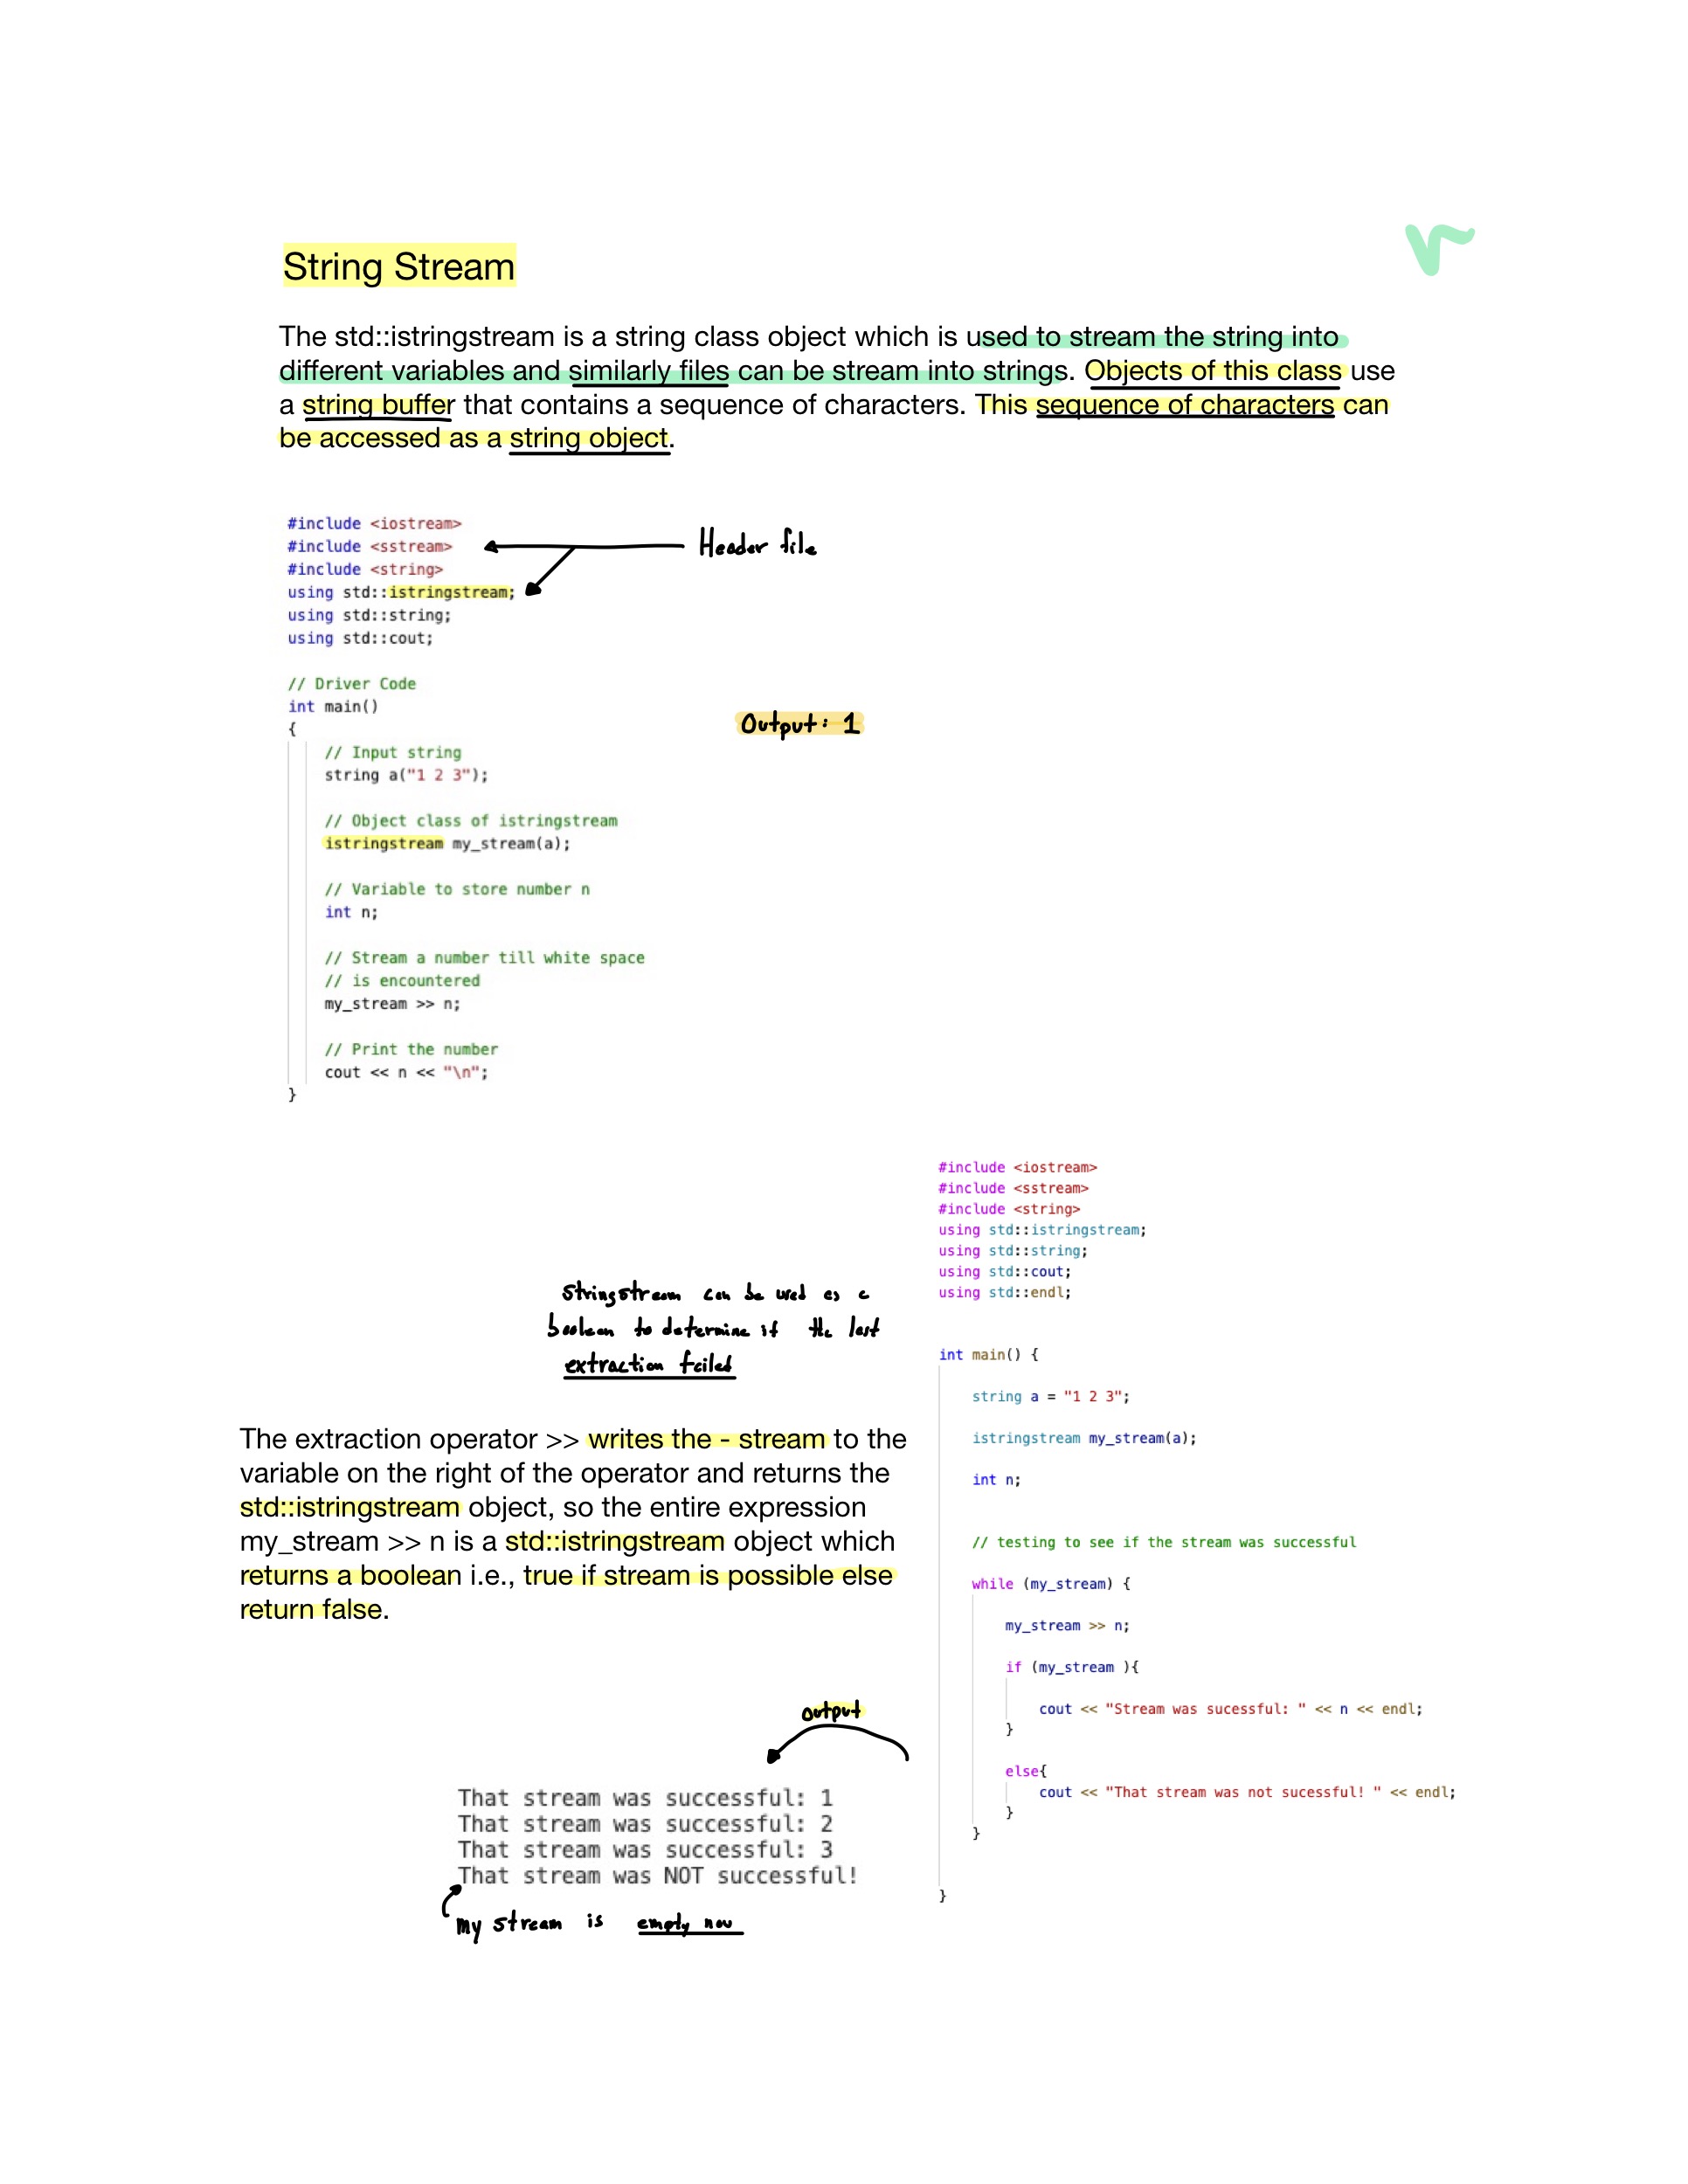 String Stream
The std::istringstream is a string class object which is used to stream the string into
different variables and similarly files can be stream into strings. Objects of this class use
a string buffer that contains a sequence of characters. This sequence of characters can
be accessed as a string object.
#include <iostream>
#include <sstream>
#include <string>
using std::istringstream;
using std::string;
using std::cout;
Header file
// Driver Code
int main()
{
// Input string
string a("1 2 3");
// Object class of istringstream
istringstream my_stream(a);
// Variable to store number n
int n;
// Stream a number till white space
// is encountered
my_stream >> n;
// Print the number
cout << n << "\n";
}
Output: 1
stringstream can be used as a
boolean to determine if the last
extraction failed
The extraction operator >> writes the - stream to the
variable on the right of the operator and returns the
std::istringstream object, so the entire expression
my_stream >> n is a std::istringstream object which
returns a boolean i.e., true if stream is possible else
return false.
#include <iostream>
#include <sstream>
#include <string>
using std::istringstream;
using std::string;
using std::cout;
using std::endl;
int main() {
string a = "1 2 3";
istringstream my_stream(a);
int n;
// testing to see if the stream was successful
while (my_stream) {
my_stream >> n;
if (my_stream ){
cout << "Stream was sucessful: " << n << endl;
}
else{
cout << "That stream was not sucessful! " << endl;
}
}
}
output
That stream was successful: 1
That stream was successful: 2
That stream was successful: 3
That stream was NOT successful!
my stream is empty now